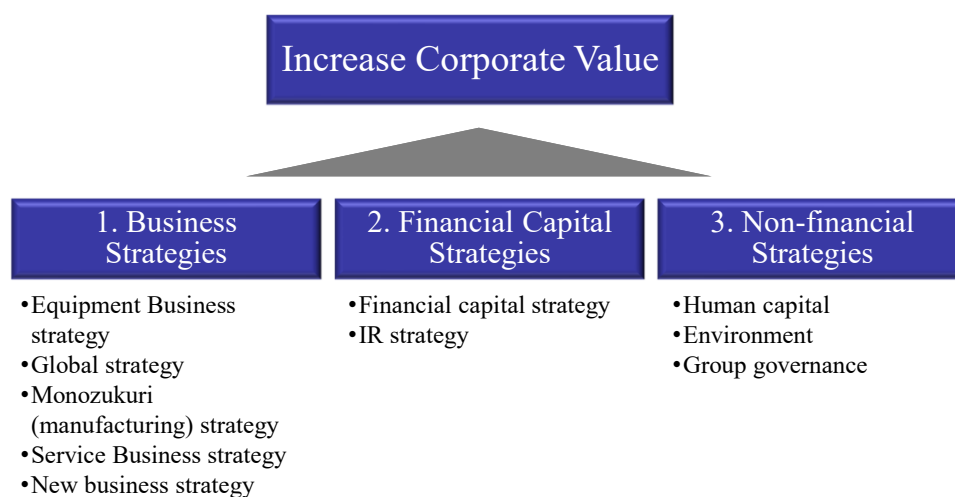 Increase Corporate Value
1. Business
Strategies
•Equipment Business
strategy
•Global strategy
•Monozukuri
(manufacturing) strategy
•Service Business strategy
•New business strategy
2. Financial Capital
Strategies
•Financial capital strategy
•IR strategy
3. Non-financial
Strategies
•Human capital
•Environment
•Group governance